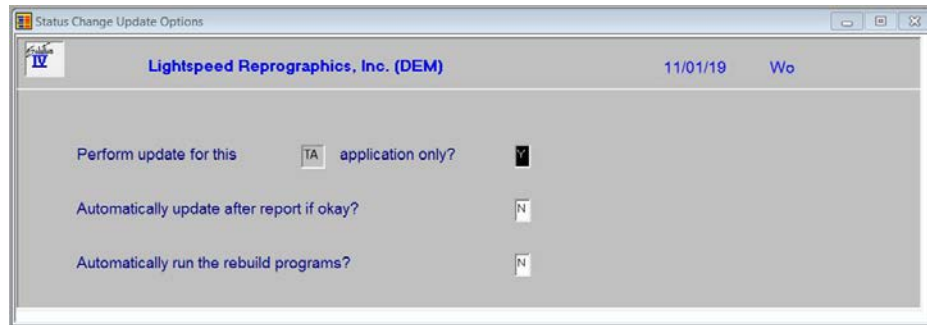 Status Change Update Options
IV
Lightspeed Reprographics, Inc. (DEM) 11/01/19 Wo
Perform update for this TA application only? Y
Automatically update after report if okay? N
Automatically run the rebuild programs? N